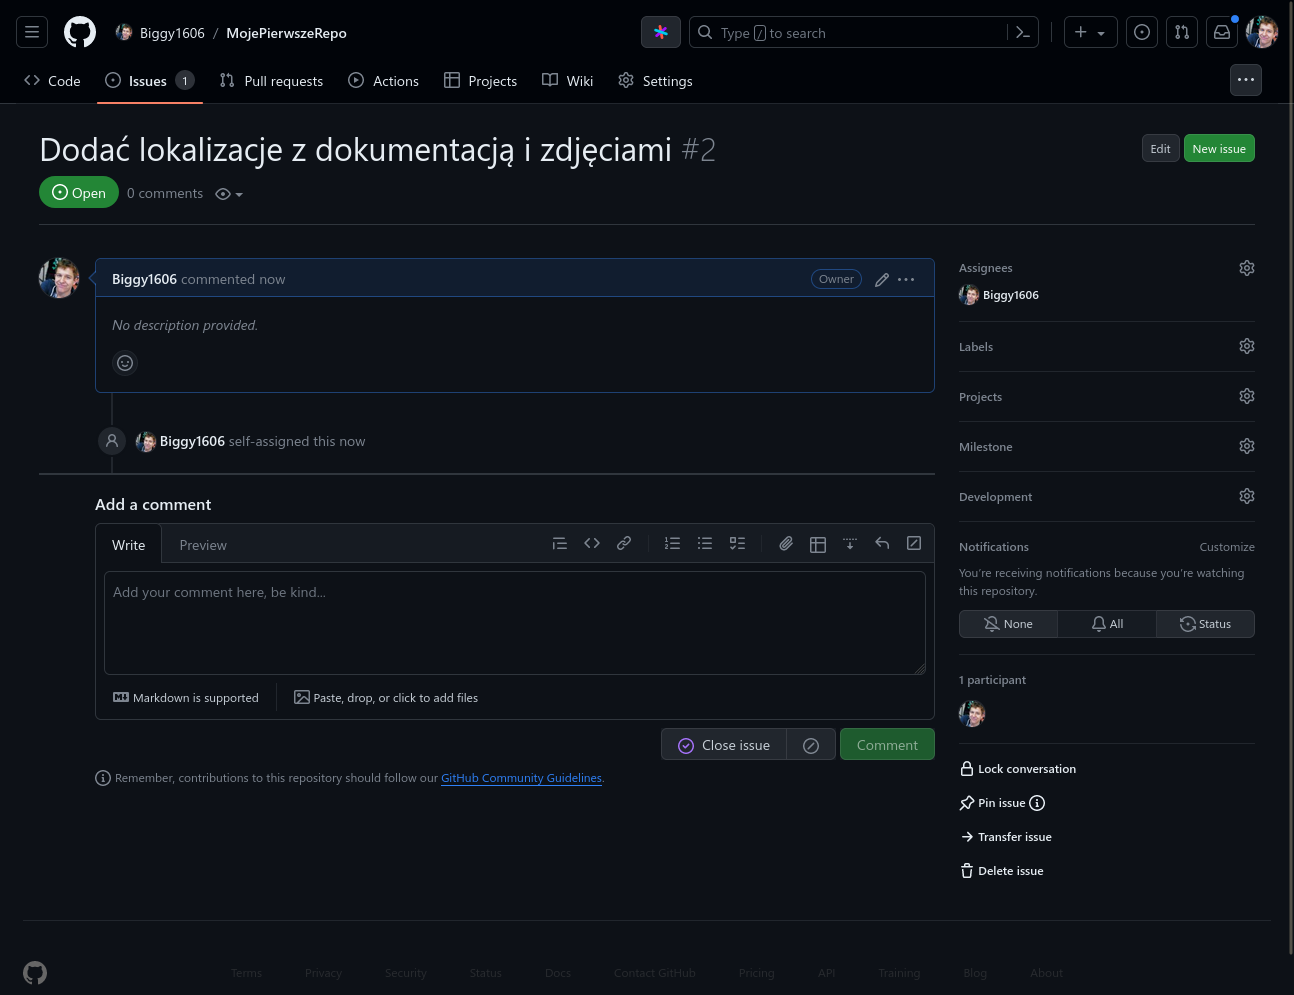 Biggy1606 / MojePierwszeRepo
Type / to search
Code
Issues 1
Pull requests
Actions
Projects
Wiki
Settings
Dodać lokalizacje z dokumentacją i zdjęciami #2
Edit
New issue
Open
0 comments
Biggy1606 commented now
Owner
No description provided.
Biggy1606 self-assigned this now
Add a comment
Write
Preview
Add your comment here, be kind...
Markdown is supported
Paste, drop, or click to add files
Close issue
Comment
Remember, contributions to this repository should follow our GitHub Community Guidelines.
Assignees
Biggy1606
Labels
Projects
Milestone
Development
Notifications
Customize
You're receiving notifications because you're watching
this repository.
None
All
Status
1 participant
Lock conversation
Pin issue
Transfer issue
Delete issue
Terms
Privacy
Security
Status
Docs
Contact GitHub
Pricing
API
Training
Blog
About